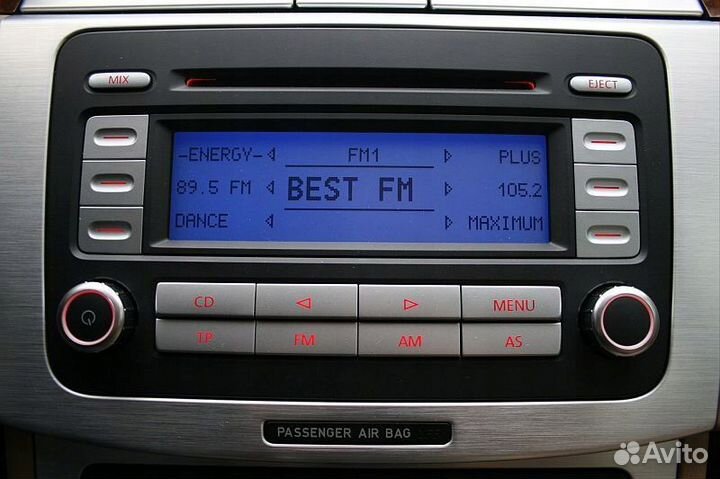 MIX
EJECT
-ENERGY- FM1 PLUS
89.5 FM BEST FM 105.2
DANCE MAXIMUM
CD MENU
TP FM AM AS
PASSENGER AIR BAG OFF
Avito